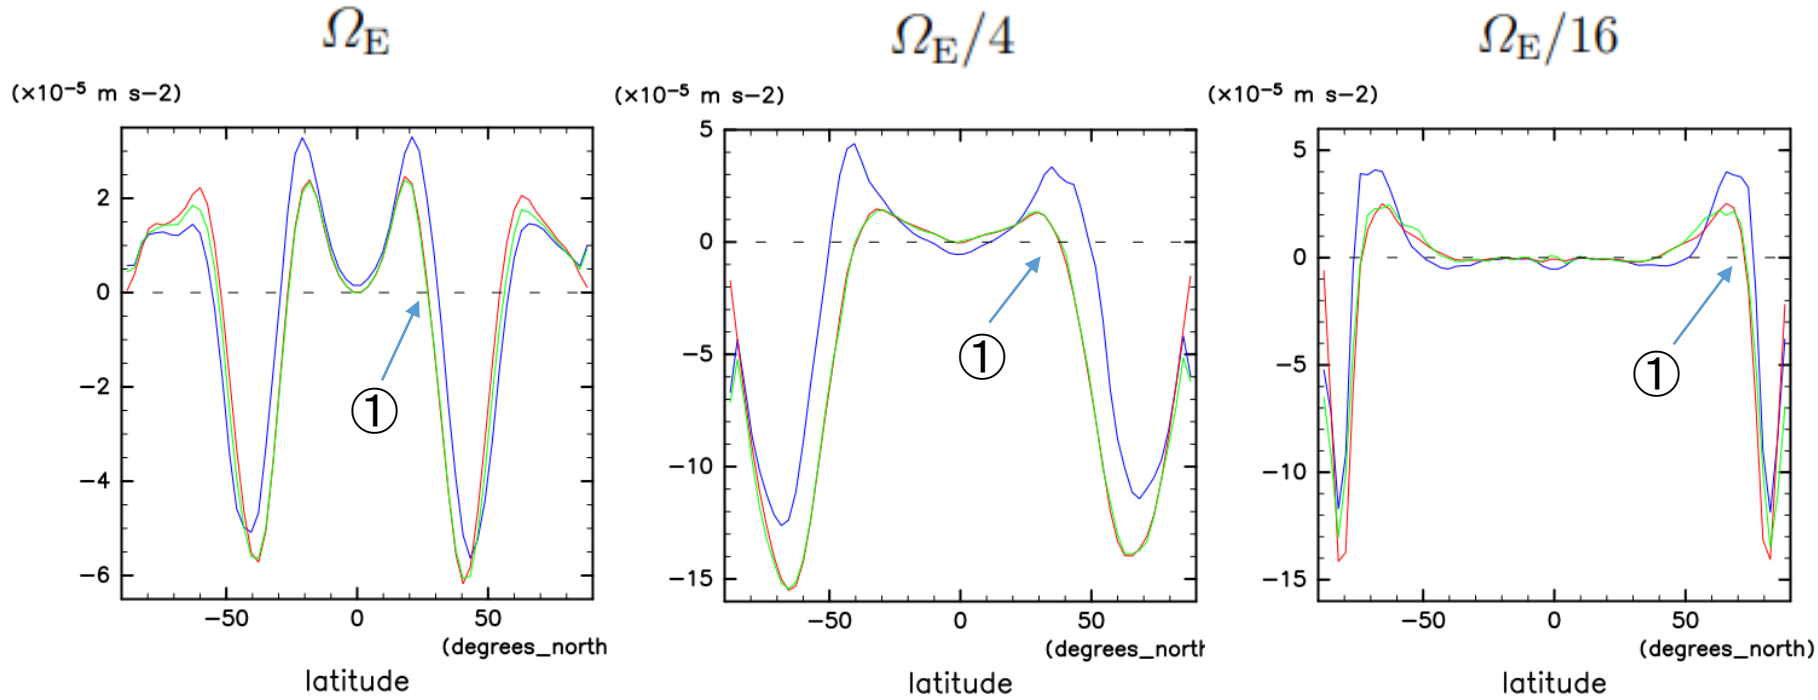 Ω_E
Ω_E/4
Ω_E/16
(×10⁻⁵ m s−2)
(×10⁻⁵ m s−2)
(×10⁻⁵ m s−2)
2
0
−2
−4
−6
①
−50
0
50
(degrees_north
latitude
5
0
−5
−10
−15
①
−50
0
50
(degrees_north
latitude
5
0
−5
−10
−15
①
−50
0
50
(degrees_north)
latitude